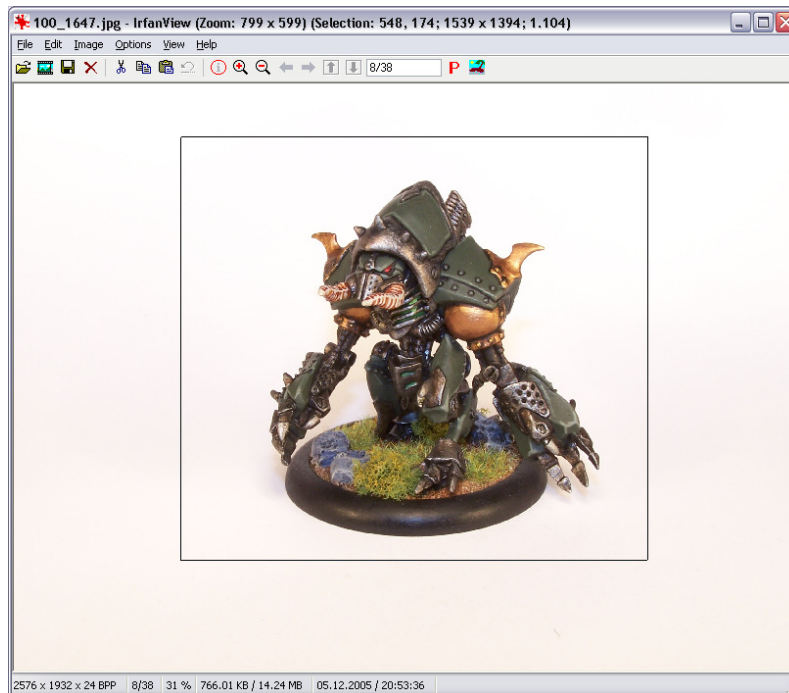 100_1647.jpg - IrfanView (Zoom: 799 x 599) (Selection: 548, 174; 1539 x 1394; 1.104)
File Edit Image Options View Help
8/38 P
2576 x 1932 x 24 BPP 8/38 31 % 766.01 KB / 14.24 MB 05.12.2005 / 20:53:36